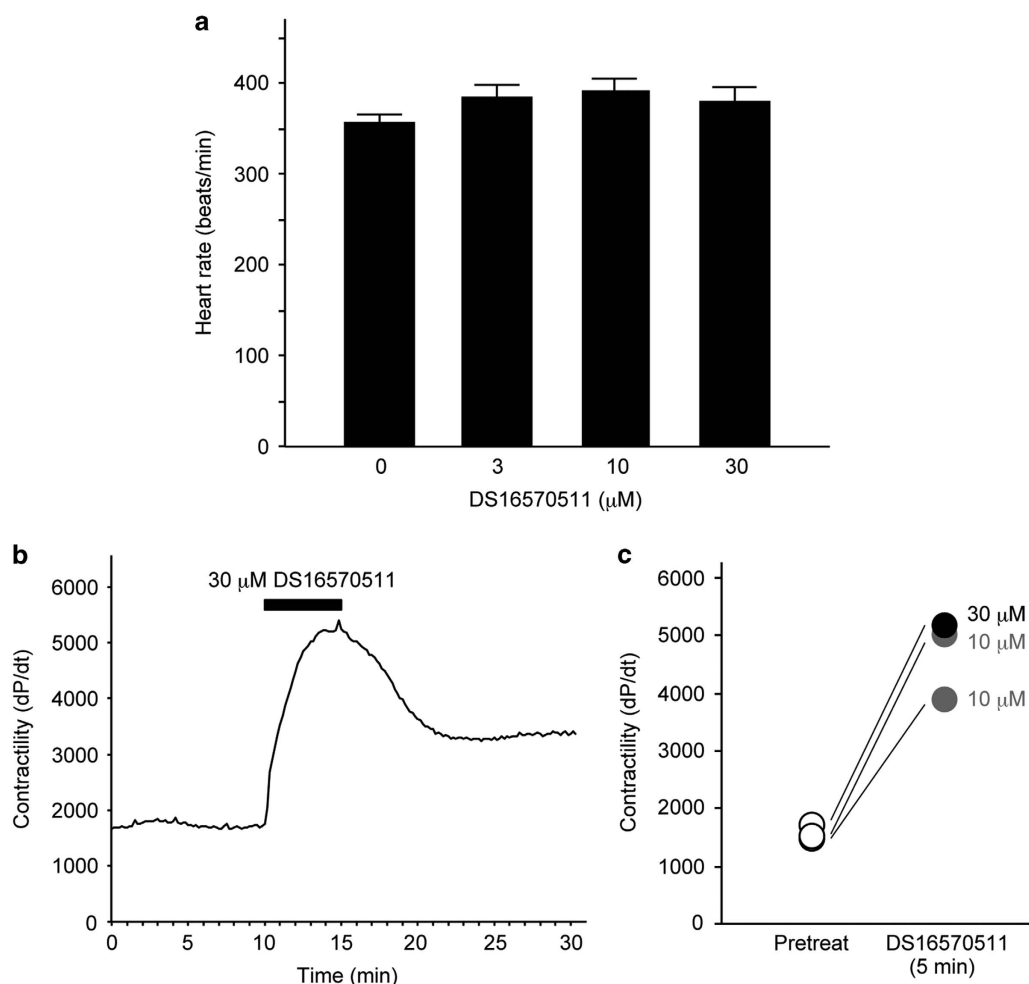 a
Heart rate (beats/min)
400
300
200
100
0
0 3 10 30
DS16570511 (μM)
b
30 μM DS16570511
Contractility (dP/dt)
6000
5000
4000
3000
2000
1000
0
0 5 10 15 20 25 30
Time (min)
c
Contractility (dP/dt)
6000
5000
4000
3000
2000
1000
0
30 μM
10 μM
10 μM
Pretreat DS16570511
(5 min)